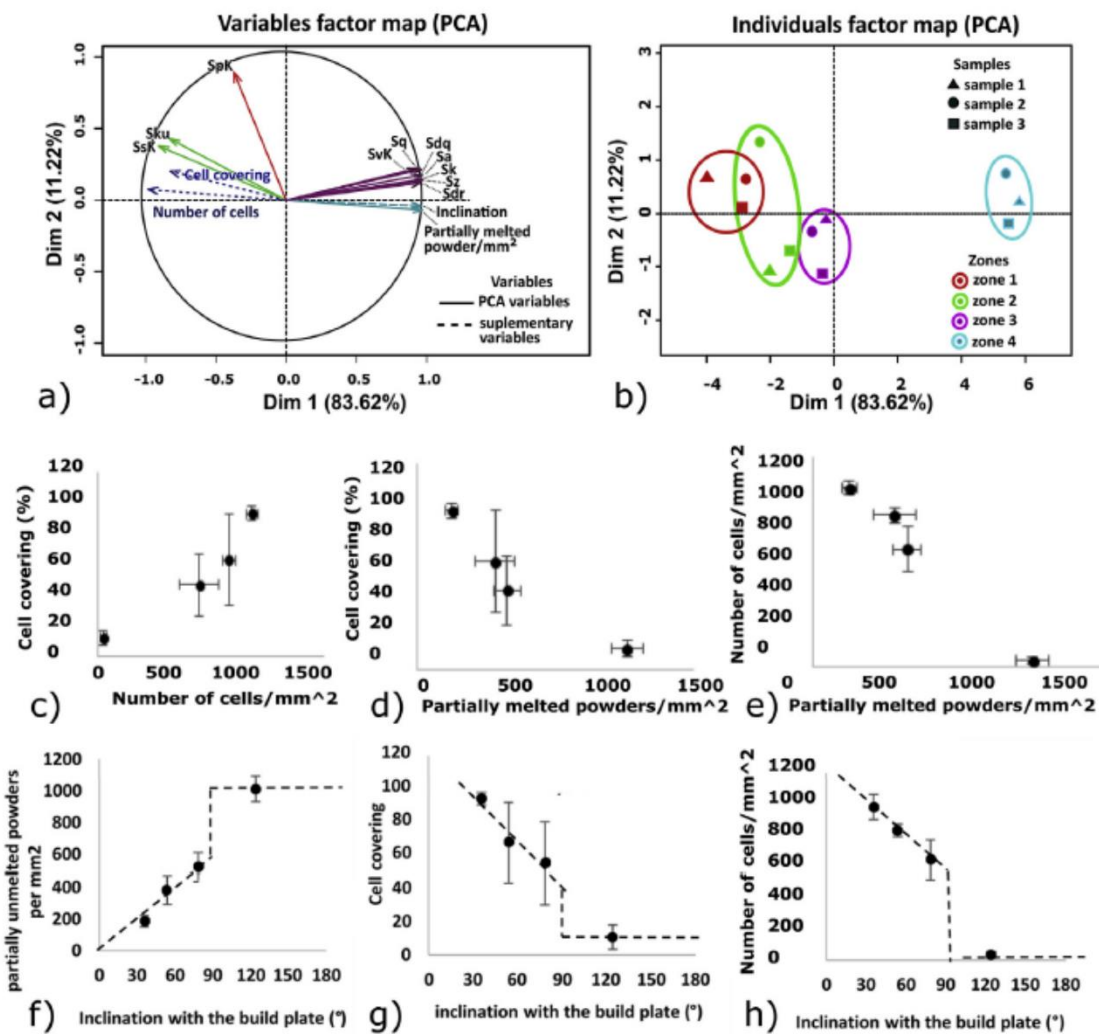 Variables factor map (PCA)
Individuals factor map (PCA)
Dim 2 (11.22%)
1.0
0.5
0.0
-0.5
-1.0
SpK
Sku
SsK
Cell covering
Number of cells
Sq
SvK
Sdq
Sa
Sk
Sz
Sdr
Inclination
Partially melted
powder/mm²
Variables
PCA variables
suplementary
variables
-1.0 -0.5 0.0 0.5 1.0
a)
Dim 1 (83.62%)
Dim 2 (11.22%)
3
2
1
0
-1
-2
Samples
sample 1
sample 2
sample 3
Zones
zone 1
zone 2
zone 3
zone 4
-4 -2 0 2 4 6 8
b)
Dim 1 (83.62%)
Cell covering (%)
120
100
80
60
40
20
0
0 500 1000 1500
c)
Number of cells/mm^2
Cell covering (%)
120
100
80
60
40
20
0
0 500 1000 1500
d)
Partially melted powders/mm^2
Number of cells/mm^2
1200
1000
800
600
400
200
0
0 500 1000 1500
e)
Partially melted powders/mm^2
partially unmelted powders
per mm2
1200
1000
800
600
400
200
0
0 30 60 90 120 150 180
f)
Inclination with the build plate (°)
Cell covering
120
100
80
60
40
20
0
0 30 60 90 120 150 180
g)
inclination with the build plate (°)
Number of cells/mm^2
1200
1000
800
600
400
200
0
0 30 60 90 120 150 180
h)
Inclination with the build plate (°)